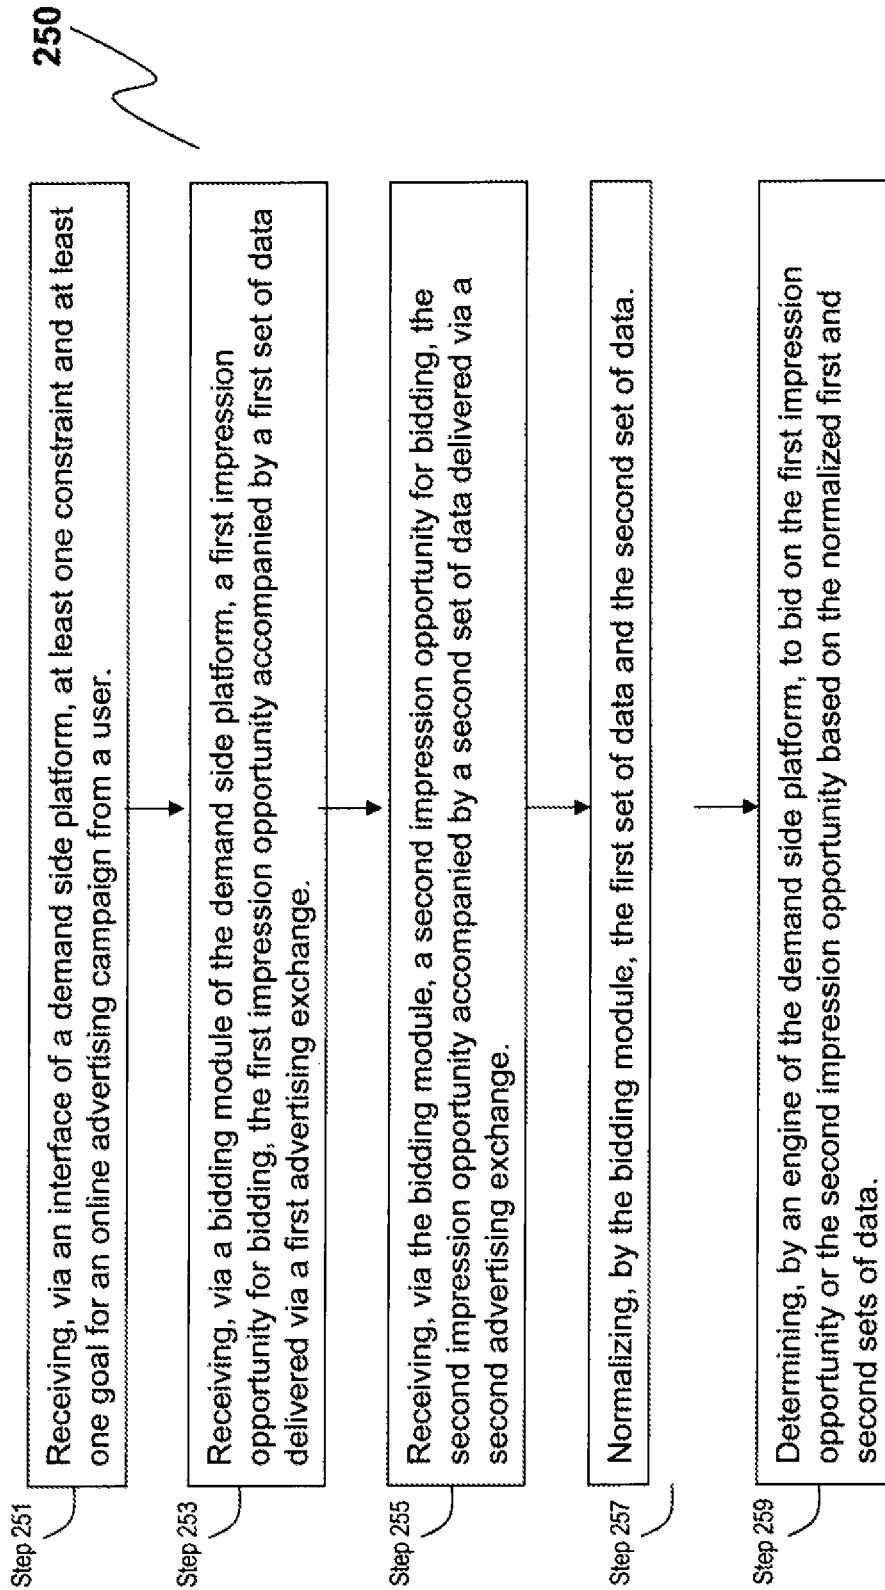 250
Step 251
Receiving, via an interface of a demand side platform, at least one constraint and at least
one goal for an online advertising campaign from a user.
Step 253
Receiving, via a bidding module of the demand side platform, a first impression
opportunity for bidding, the first impression opportunity accompanied by a first set of data
delivered via a first advertising exchange.
Step 255
Receiving, via the bidding module, a second impression opportunity for bidding, the
second impression opportunity accompanied by a second set of data delivered via a
second advertising exchange.
Step 257
Normalizing, by the bidding module, the first set of data and the second set of data.
Step 259
Determining, by an engine of the demand side platform, to bid on the first impression
opportunity or the second impression opportunity based on the normalized first and
second sets of data.